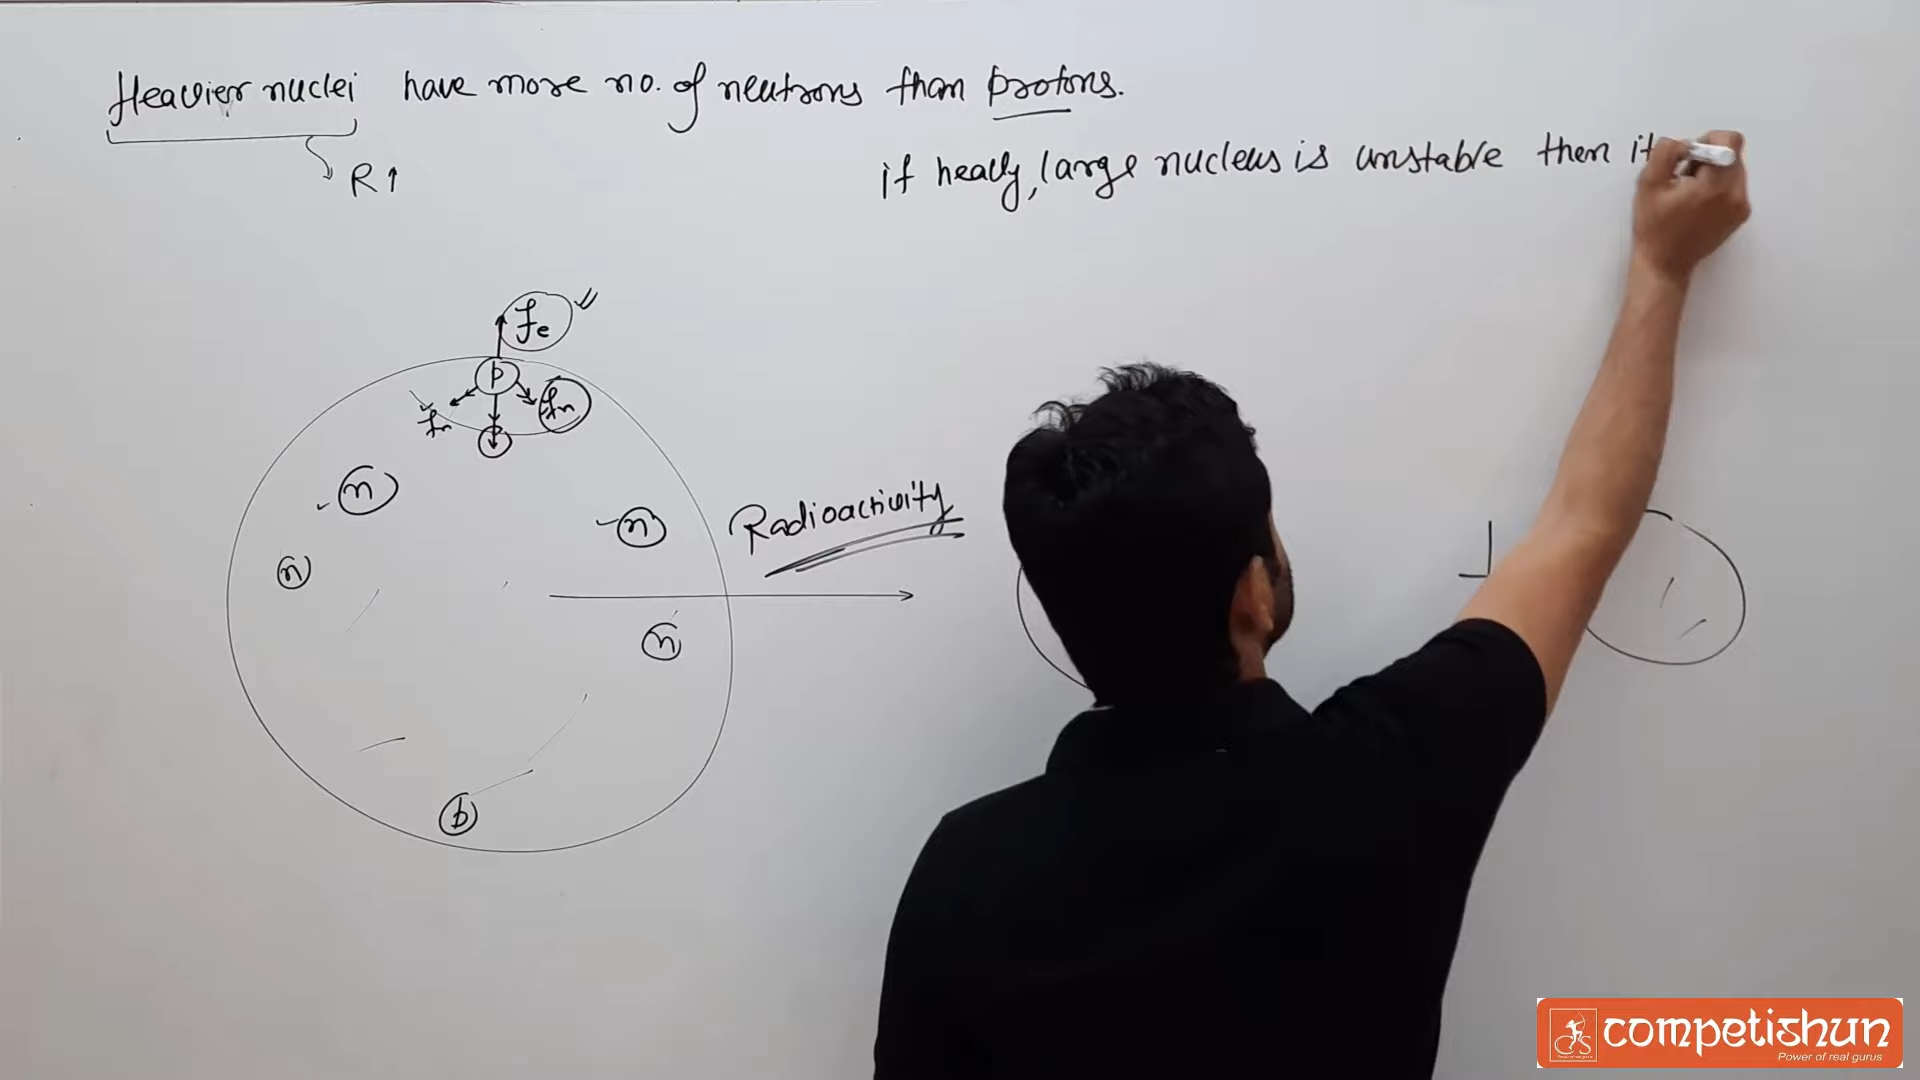 Heavier nuclei have more no. of neutrons than protons.
if heavy, large nucleus is unstable then it
R↑
fe
p
fn
fn
n
n
Radioactivity
n
n
p
competishun
Power of real gurus